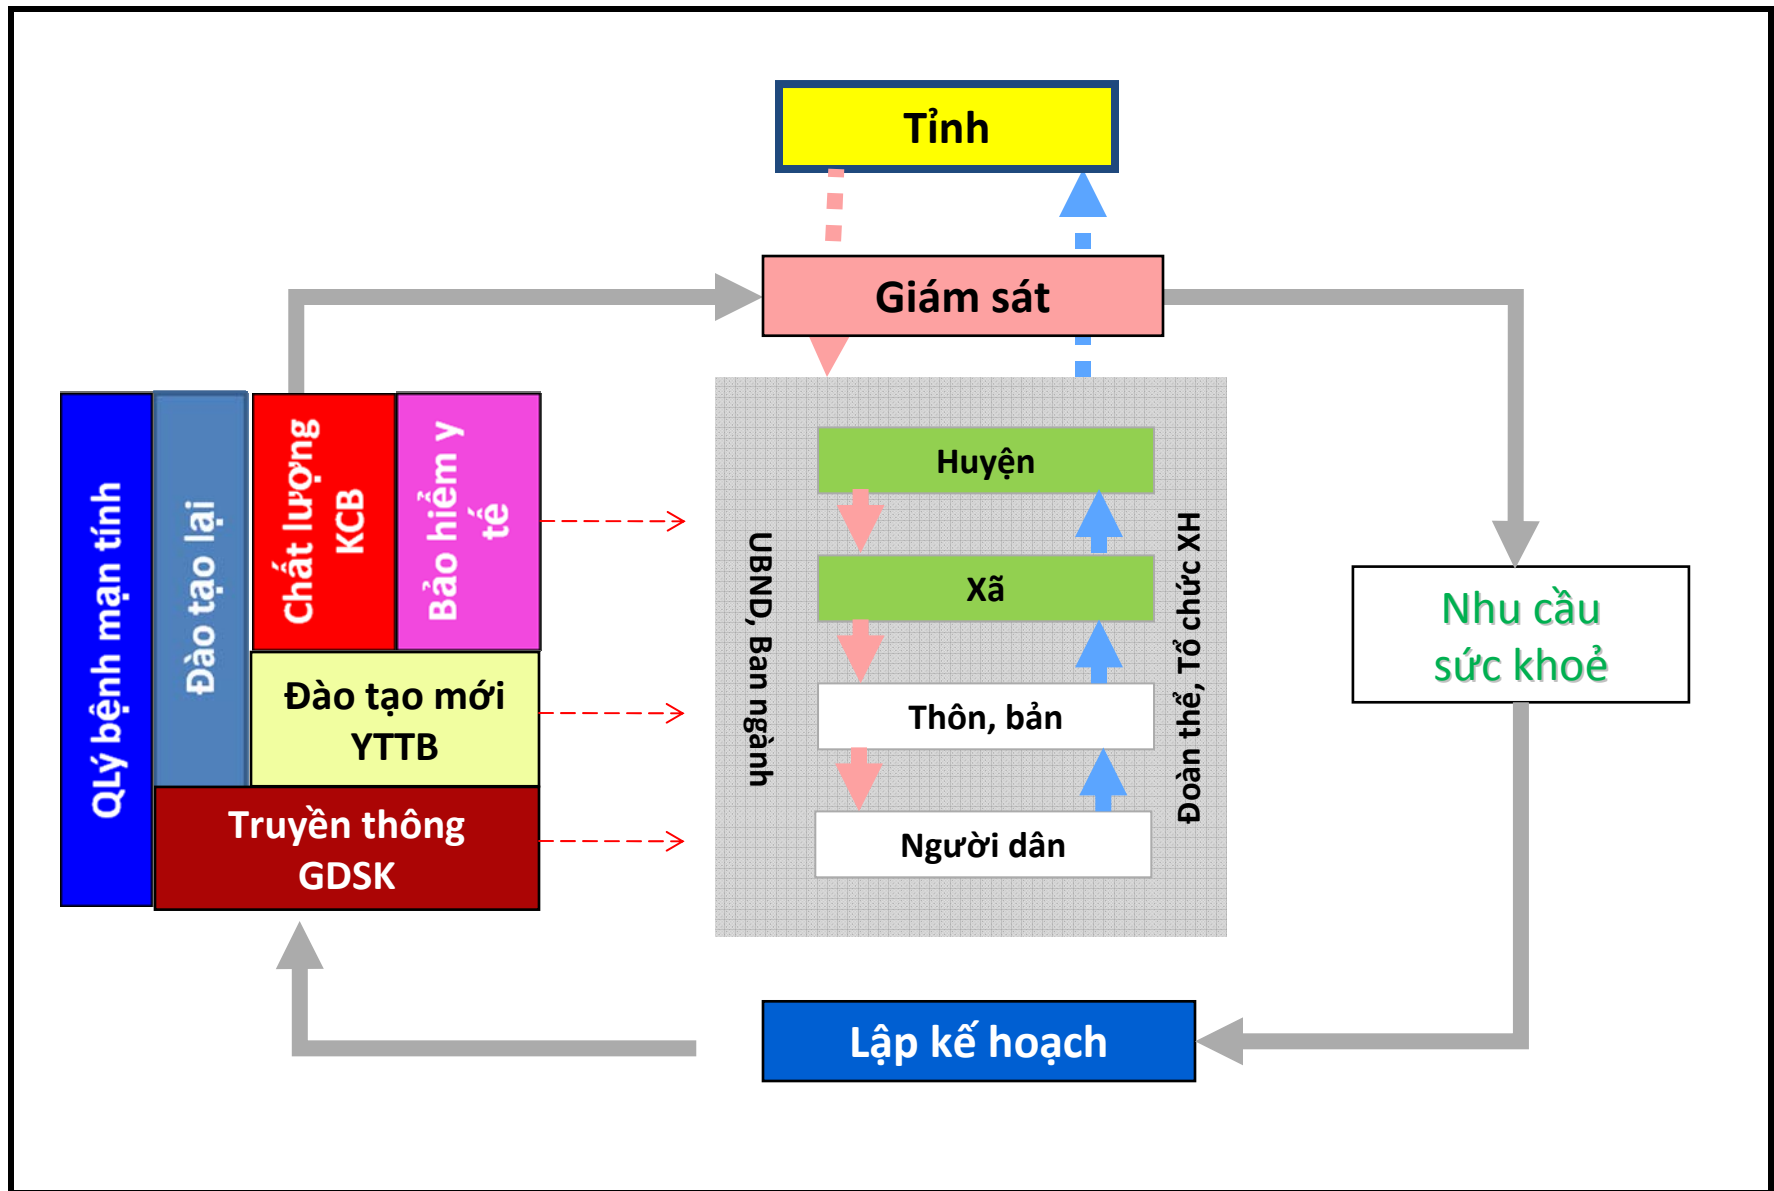 Tỉnh
Giám sát
QLý bệnh mạn tính
Đào tạo lại
Chất lượng
KCB
Bảo hiểm y
tế
Đào tạo mới
YTTB
Truyền thông
GDSK
UBND, Ban ngành
Huyện
Xã
Thôn, bản
Người dân
Đoàn thể, Tổ chức XH
Nhu cầu
sức khoẻ
Lập kế hoạch